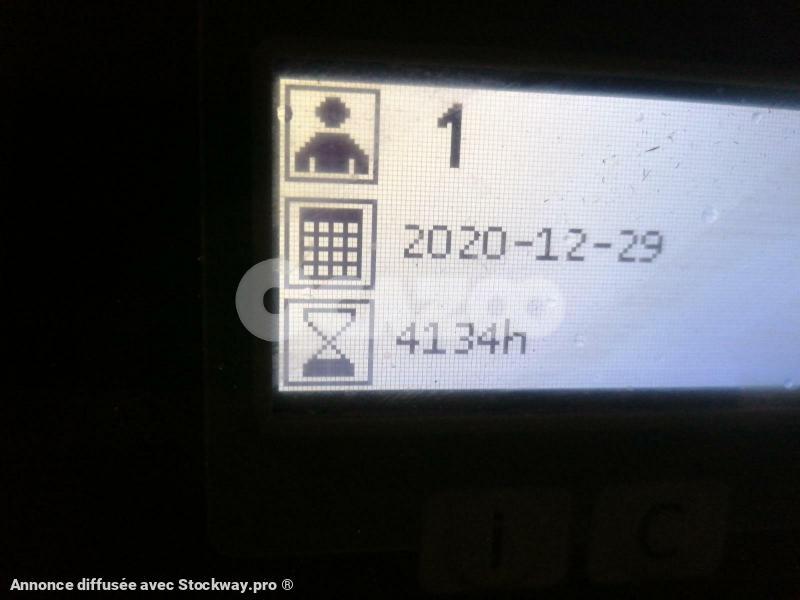 1
2020-12-29
4134h
i C
Annonce diffusée avec Stockway.pro ®